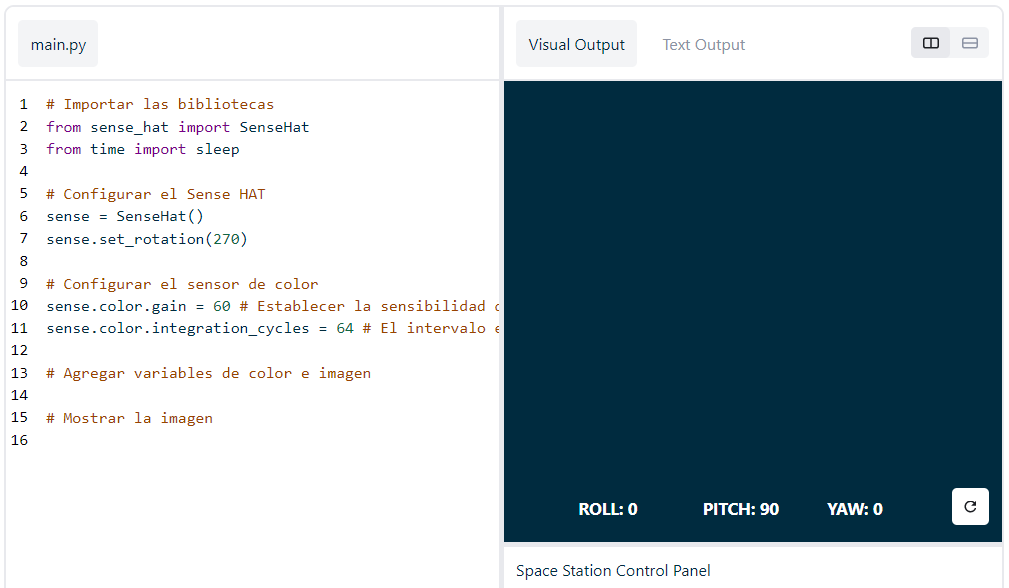 main.py
1 # Importar las bibliotecas
2 from sense_hat import SenseHat
3 from time import sleep
4
5 # Configurar el Sense HAT
6 sense = SenseHat()
7 sense.set_rotation(270)
8
9 # Configurar el sensor de color
10 sense.color.gain = 60 # Establecer la sensibilidad
11 sense.color.integration_cycles = 64 # El intervalo
12
13 # Agregar variables de color e imagen
14
15 # Mostrar la imagen
16
Visual Output Text Output
ROLL: 0 PITCH: 90 YAW: 0
Space Station Control Panel